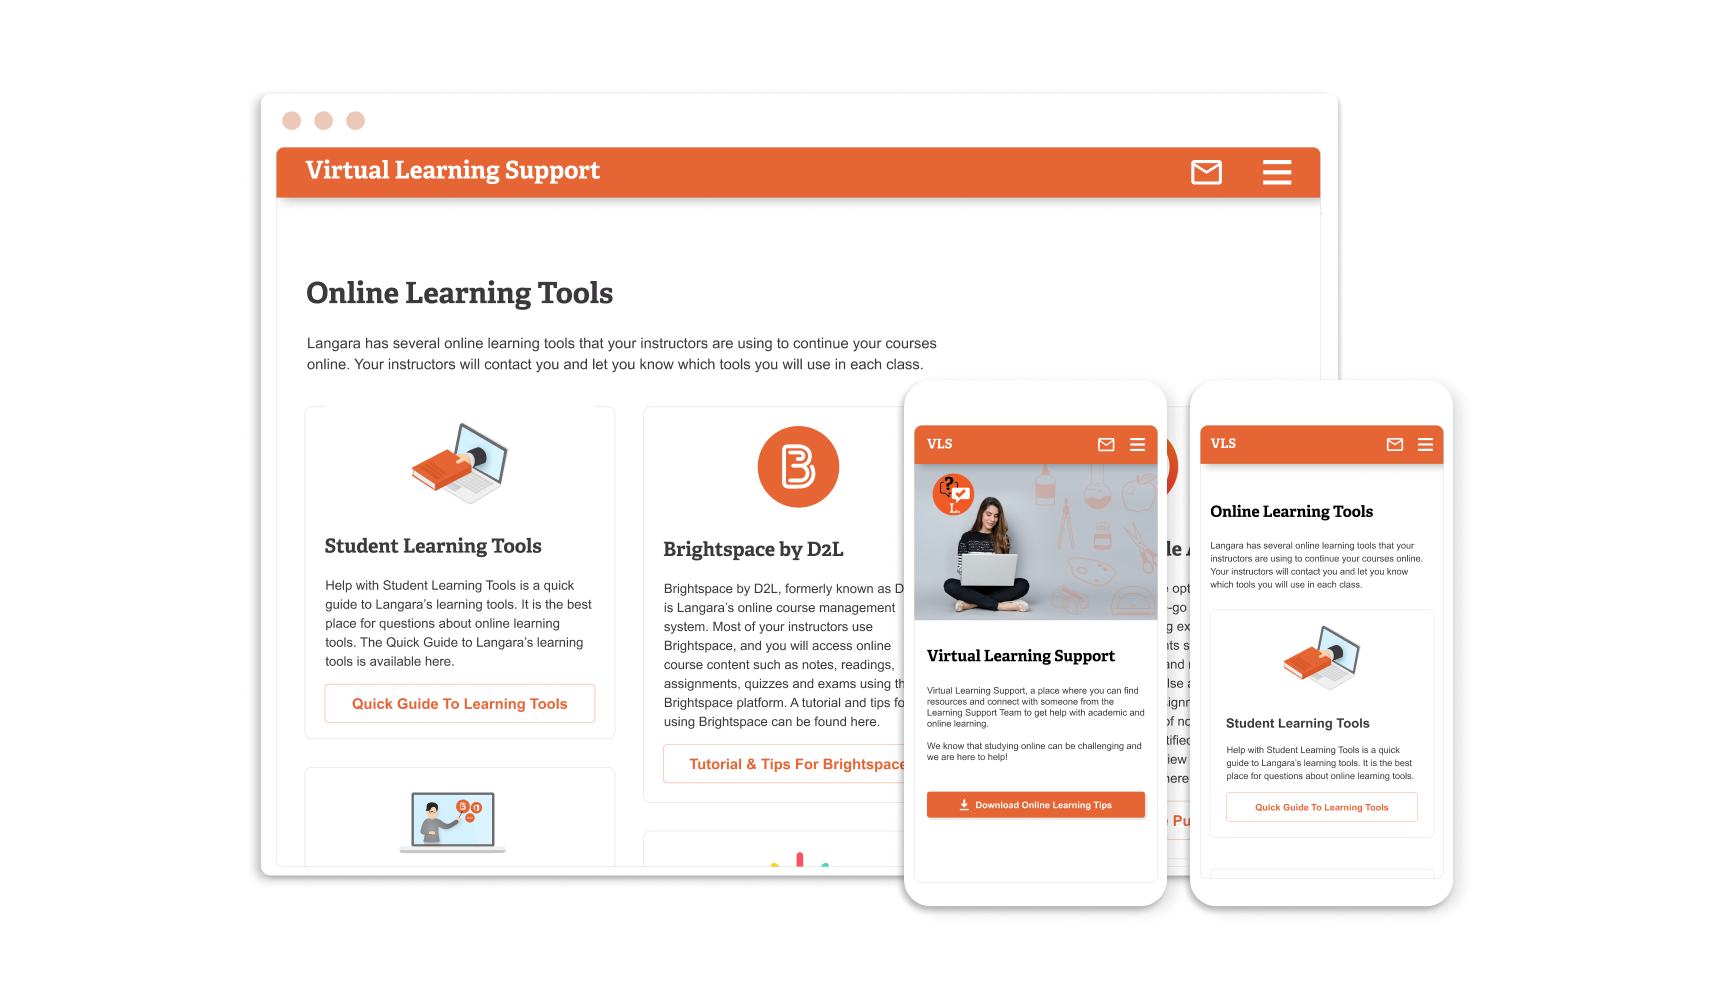 Virtual Learning Support
Online Learning Tools
Langara has several online learning tools that your instructors are using to continue your courses
online. Your instructors will contact you and let you know which tools you will use in each class.
Student Learning Tools
Help with Student Learning Tools is a quick
guide to Langara's learning tools. It is the best
place for questions about online learning
tools. The Quick Guide to Langara's learning
tools is available here.
Quick Guide To Learning Tools
B
Brightspace by D2L
Brightspace by D2L, formerly known as D
is Langara's online course management
system. Most of your instructors use
Brightspace, and you will access online
course content such as notes, readings,
assignments, quizzes and exams using th
Brightspace platform. A tutorial and tips fo
using Brightspace can be found here.
Tutorial & Tips For Brightspace
le A
opt
-go
g ex
nts s
and
lse a
of no
tified
iew
here
Pu
VLS
?
L.
Virtual Learning Support
Virtual Learning Support, a place where you can find
resources and connect with someone from the
Learning Support Team to get help with academic and
online learning.
We know that studying online can be challenging and
we are here to help!
Download Online Learning Tips
VLS
Online Learning Tools
Langara has several online learning tools that your
instructors are using to continue your courses online.
Your instructors will contact you and let you know
which tools you will use in each class.
Student Learning Tools
Help with Student Learning Tools is a quick
guide to Langara's learning tools. It is the best
place for questions about online learning tools.
Quick Guide To Learning Tools